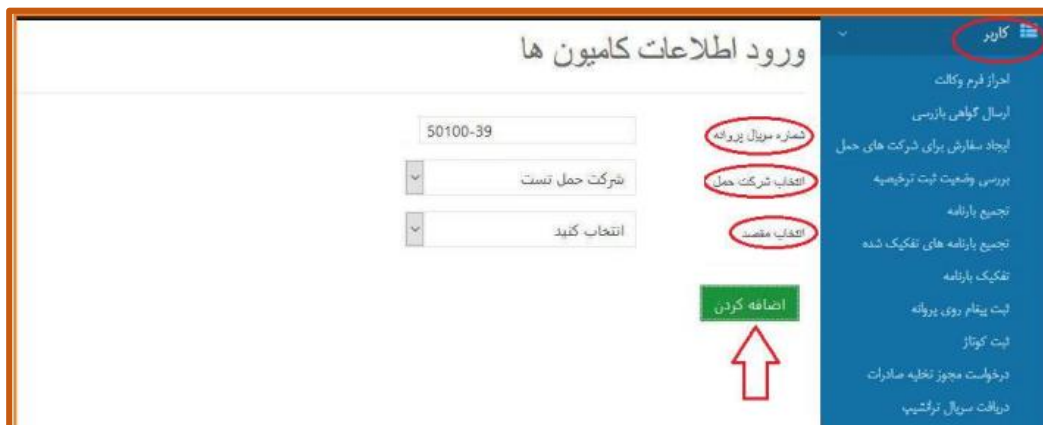 کاربر
احراز فرم وکالت
ارسال گواهی بازرسی
ایجاد سفارش برای شرکت های حمل
بررسی وضعیت ثبت ترخیصیه
تجمیع بارنامه
تجمیع بارنامه های تفکیک شده
تفکیک بارنامه
ثبت پیغام روی پروانه
ثبت کوتاژ
درخواست مجوز تخلیه صادرات
دریافت سریال ترانشیپ
ورود اطلاعات کامیون ها
شماره سریال پروانه
50100-39
انتخاب شرکت حمل
شرکت حمل تست
انتخاب مقصد
انتخاب کنید
اضافه کردن